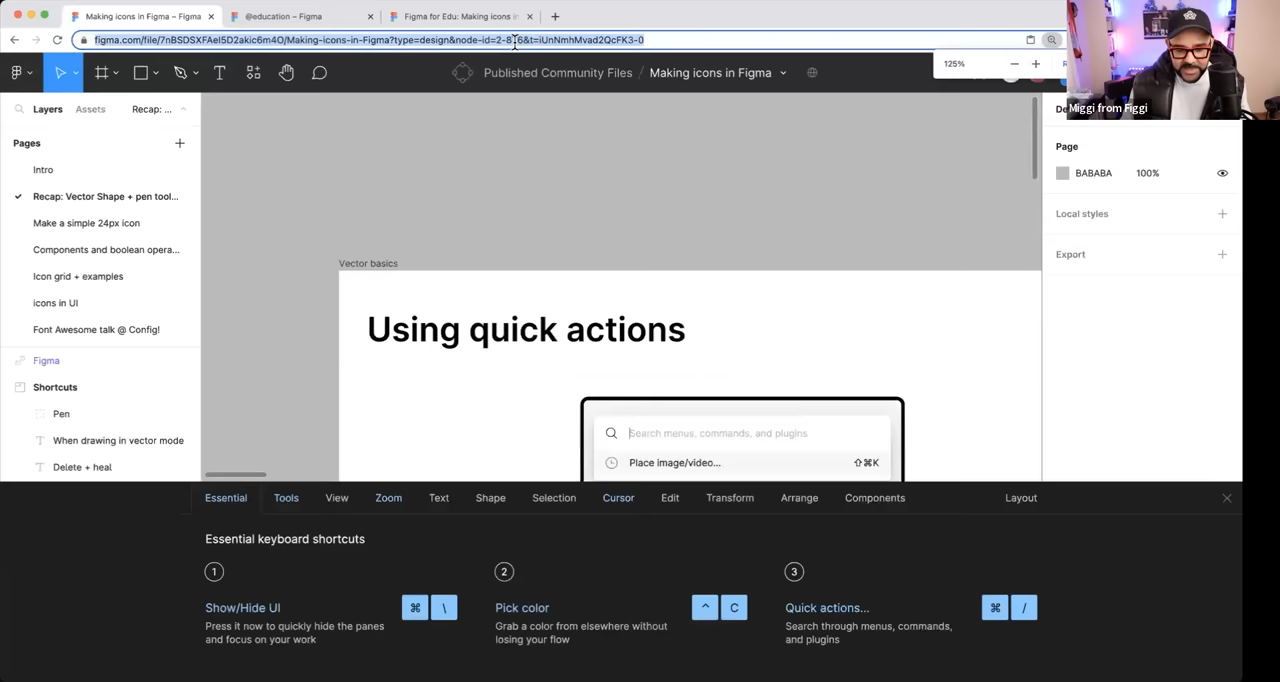 Making icons in Figma – Figma
@education – Figma
Figma for Edu: Making icons in
figma.com/file/7nBSDSXFAeI5D2akic6m4O/Making-icons-in-Figma?type=design&node-id=2-876&t=iUnNmhMvad2QcFK3-0
125%
Published Community Files / Making icons in Figma
Miggi from Figgi
Layers
Assets
Recap: ...
Pages
Intro
Recap: Vector Shape + pen tool...
Make a simple 24px icon
Components and boolean opera...
Icon grid + examples
icons in UI
Font Awesome talk @ Config!
Figma
Shortcuts
Pen
When drawing in vector mode
Delete + heal
Vector basics
Using quick actions
Search menus, commands, and plugins
Place image/video...
⇧⌘K
Page
BABABA
100%
Local styles
Export
Essential
Tools
View
Zoom
Text
Shape
Selection
Cursor
Edit
Transform
Arrange
Components
Layout
Essential keyboard shortcuts
1
Show/Hide UI
⌘ \
Press it now to quickly hide the panes
and focus on your work
2
Pick color
^ C
Grab a color from elsewhere without
losing your flow
3
Quick actions...
⌘ /
Search through menus, commands,
and plugins